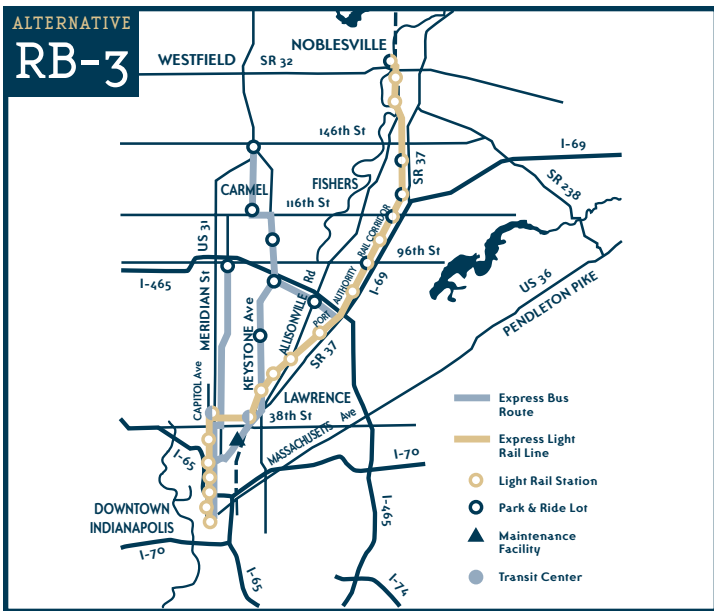 ALTERNATIVE
RB-3
NOBLESVILLE
WESTFIELD
SR 32
146th St
I-69
SR 37
SR 238
CARMEL
FISHERS
116th St
US 31
RAIL CORRIDOR
96th St
I-465
MERIDIAN St
Rd
AUTHORITY
I-69
US 36
PENDLETON PIKE
KEYSTONE Ave
ALLISONVILLE
PORT
SR 37
CAPITOL Ave
LAWRENCE
38th St
MASSACHUSETTS Ave
I-65
I-70
DOWNTOWN
INDIANAPOLIS
I-465
I-70
I-65
I-74
Express Bus
Route
Express Light
Rail Line
Light Rail Station
Park & Ride Lot
Maintenance
Facility
Transit Center